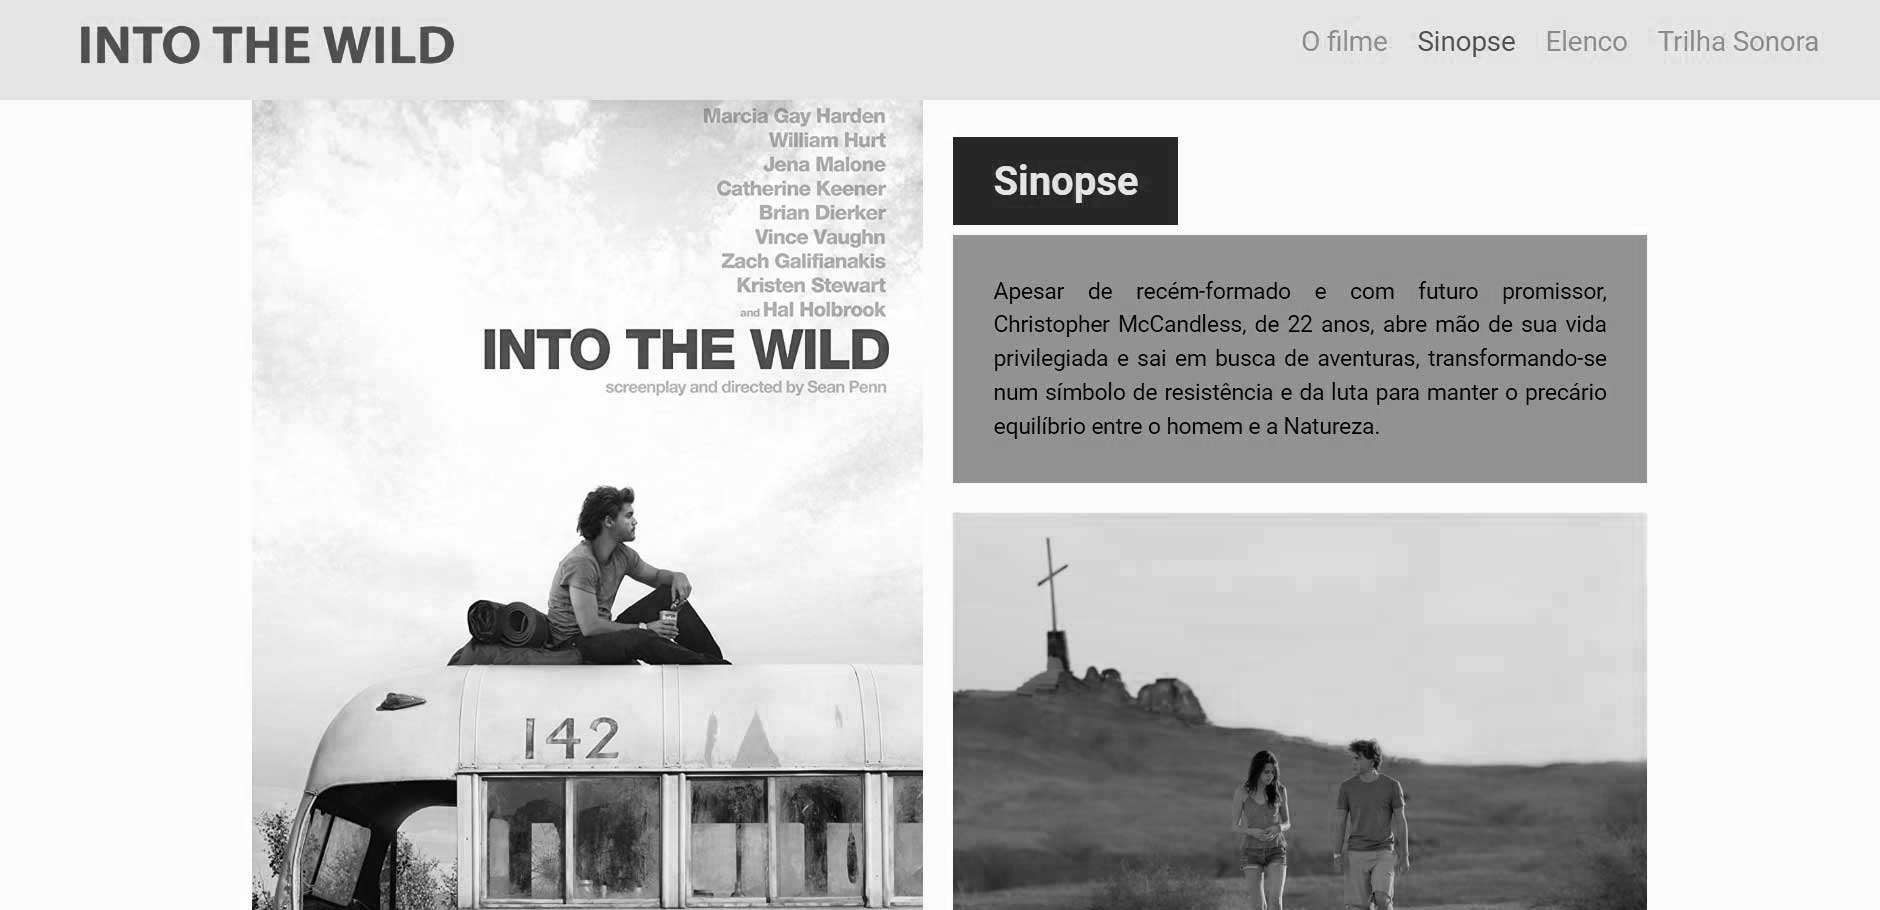 INTO THE WILD
O filme Sinopse Elenco Trilha Sonora
Marcia Gay Harden
William Hurt
Jena Malone
Catherine Keener
Brian Dierker
Vince Vaughn
Zach Galifianakis
Kristen Stewart
and Hal Holbrook
INTO THE WILD
screenplay and directed by Sean Penn
142
Sinopse
Apesar de recém-formado e com futuro promissor,
Christopher McCandless, de 22 anos, abre mão de sua vida
privilegiada e sai em busca de aventuras, transformando-se
num símbolo de resistência e da luta para manter o precário
equilíbrio entre o homem e a Natureza.